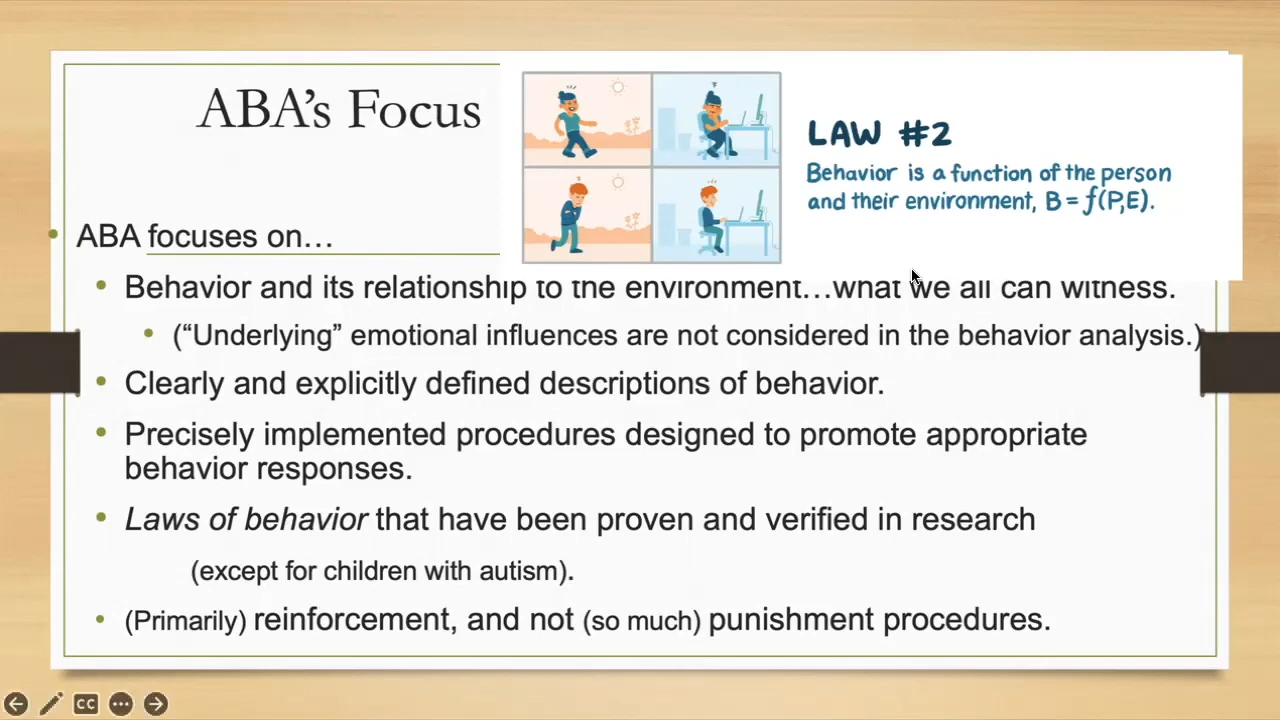 ABA’s Focus
LAW #2
Behavior is a function of the person
and their environment, B = f(P,E).
ABA focuses on…
Behavior and its relationship to the environment…what we all can witness.
(“Underlying” emotional influences are not considered in the behavior analysis.)
Clearly and explicitly defined descriptions of behavior.
Precisely implemented procedures designed to promote appropriate
behavior responses.
Laws of behavior that have been proven and verified in research
(except for children with autism).
(Primarily) reinforcement, and not (so much) punishment procedures.
CC